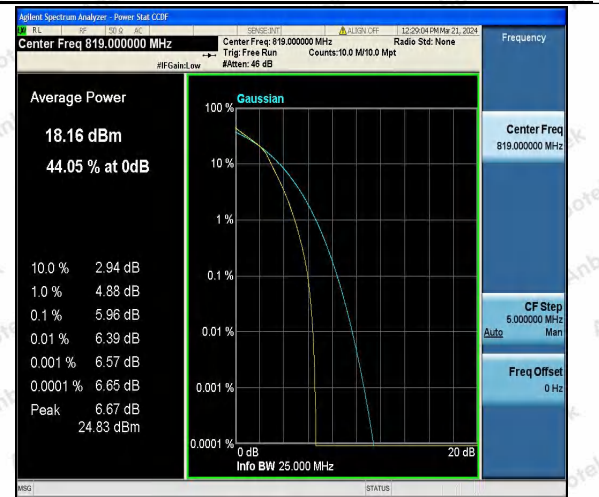 Agilent Spectrum Analyzer - Power Stat CCDF
RL RF 50 Ω AC SENSE:INT ALIGN OFF 12:29:04 PM Mar 21, 2024
Center Freq 819.000000 MHz
Center Freq: 819.000000 MHz Radio Std: None
Trig: Free Run Counts:10.0 M/10.0 Mpt
#IFGain:Low #Atten: 46 dB
Frequency
Average Power
18.16 dBm
44.05 % at 0dB
10.0 % 2.94 dB
1.0 % 4.88 dB
0.1 % 5.96 dB
0.01 % 6.39 dB
0.001 % 6.57 dB
0.0001 % 6.65 dB
Peak 6.67 dB
24.83 dBm
Gaussian
100 %
10 %
1 %
0.1 %
0.01 %
0.001 %
0.0001 %
0 dB 20 dB
Info BW 25.000 MHz
Center Freq
819.000000 MHz
CF Step
5.000000 MHz
Auto Man
Freq Offset
0 Hz
MSG STATUS